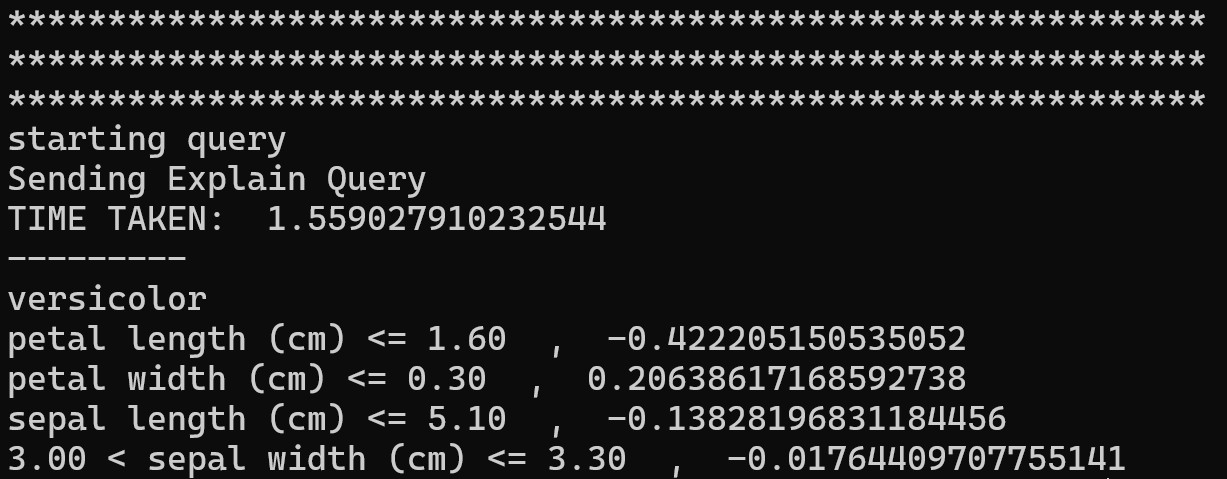 ************************************************************
************************************************************
************************************************************
starting query
Sending Explain Query
TIME TAKEN:  1.559027910232544
---------
versicolor
petal length (cm) <= 1.60  ,  -0.422205150535052
petal width (cm) <= 0.30  ,  0.20638617168592738
sepal length (cm) <= 5.10  ,  -0.13828196831184456
3.00 < sepal width (cm) <= 3.30  ,  -0.01764409707755141